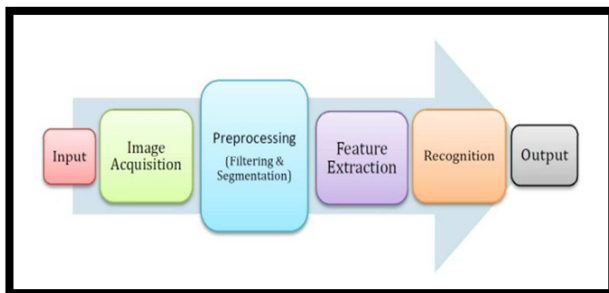 Input
Image
Acquisition
Preprocessing
(Filtering &
Segmentation)
Feature
Extraction
Recognition
Output